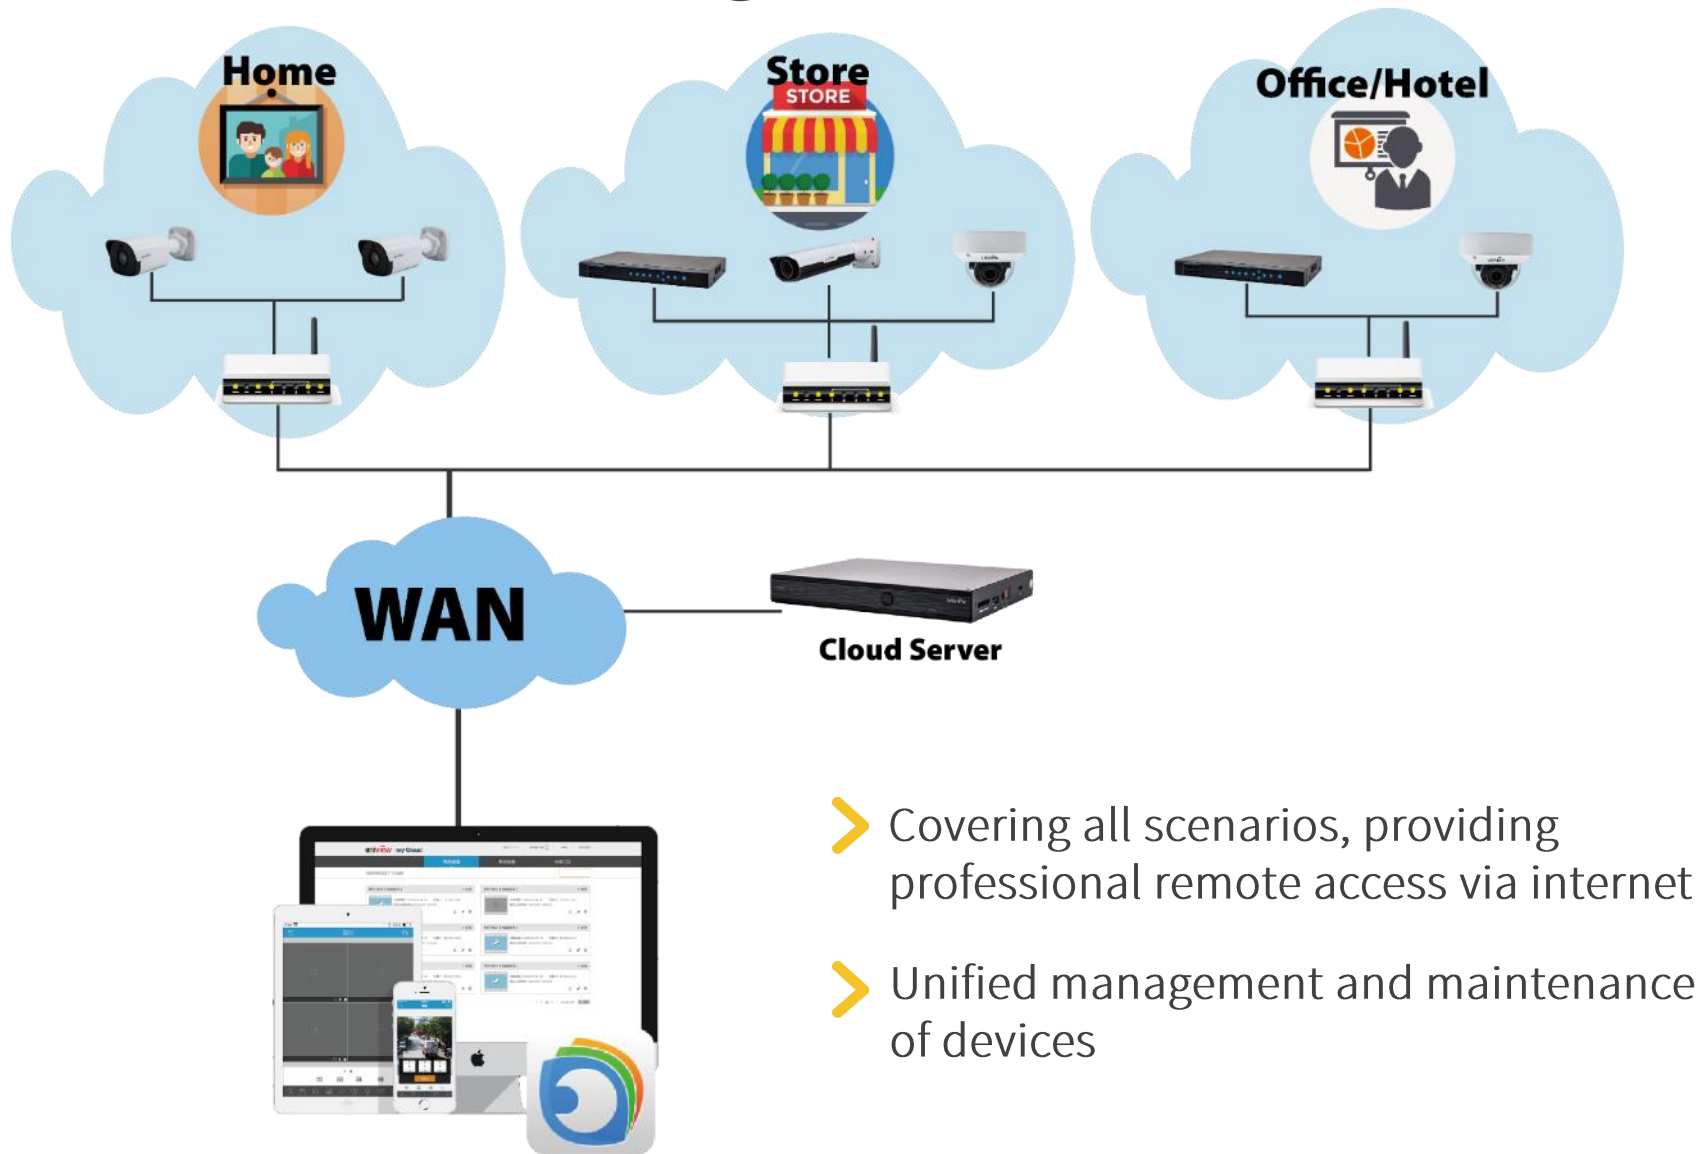 Home
Store
STORE
Office/Hotel
WAN
Cloud Server
uniview
Covering all scenarios, providing
professional remote access via internet
Unified management and maintenance
of devices